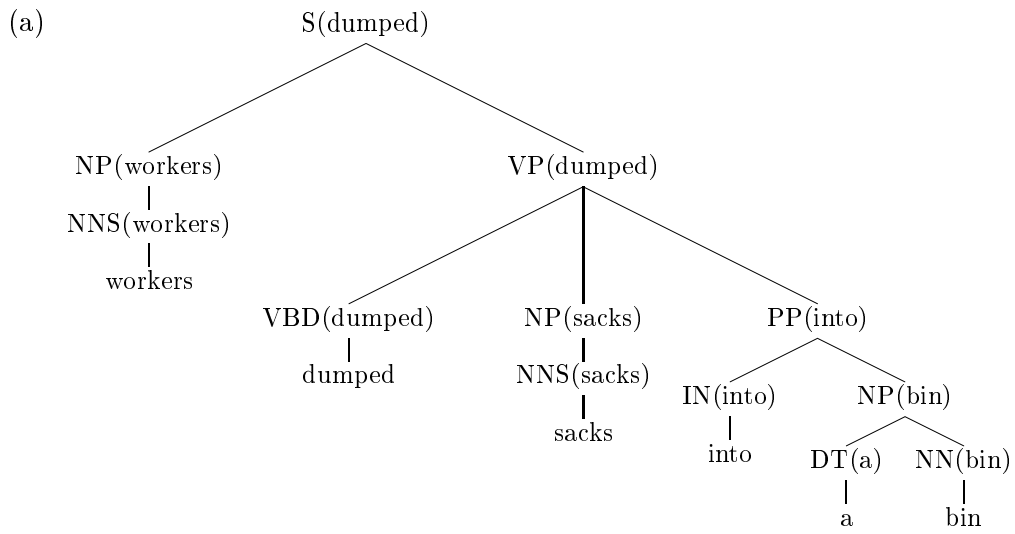 (a) S(dumped)
NP(workers) VP(dumped)
NNS(workers)
workers
VBD(dumped) NP(sacks) PP(into)
dumped NNS(sacks)
IN(into) NP(bin)
sacks
into DT(a) NN(bin)
a bin